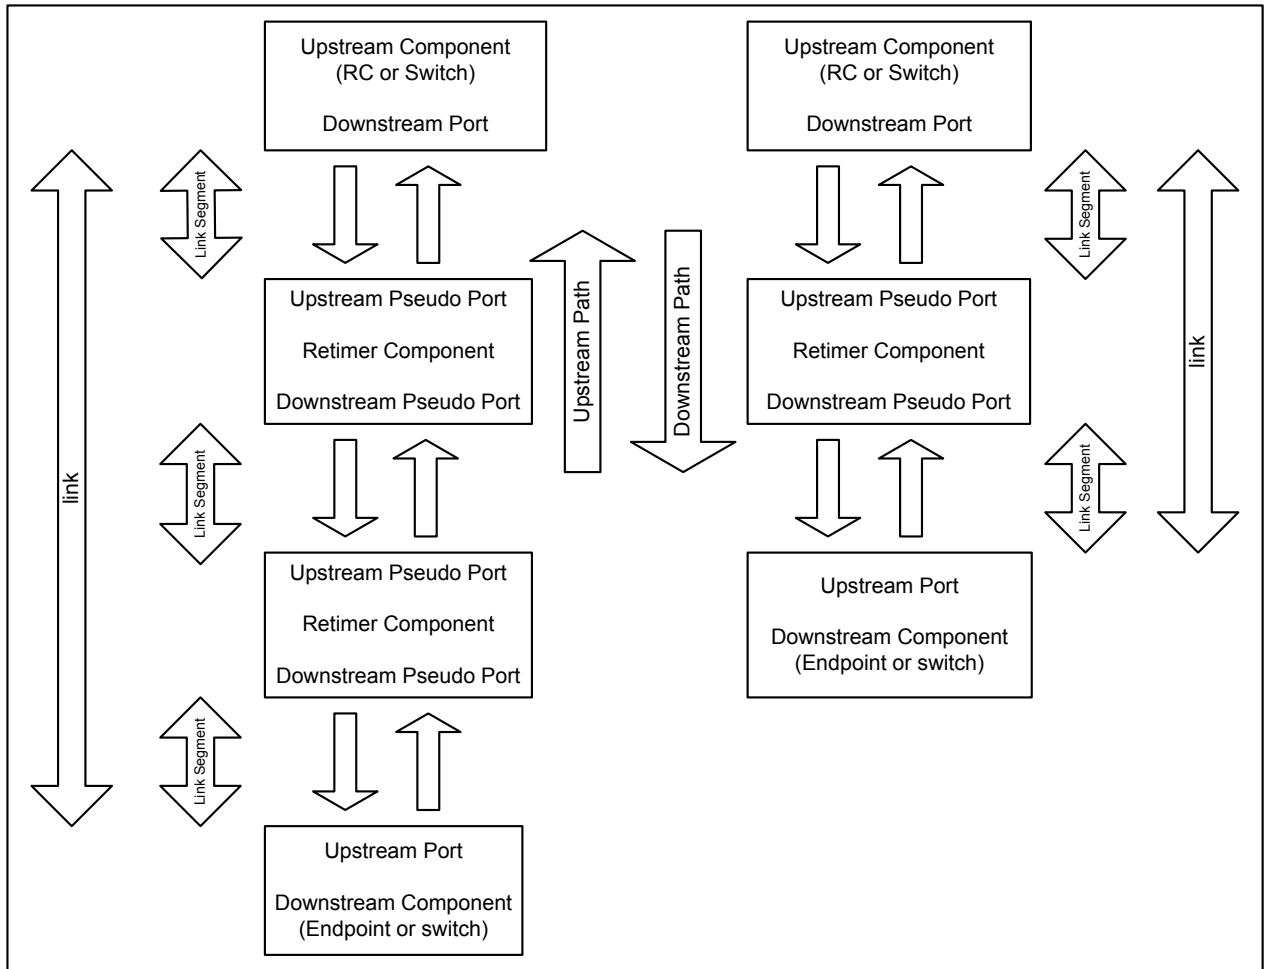 Upstream Component
(RC or Switch)
Downstream Port
Upstream Component
(RC or Switch)
Downstream Port
Link Segment
Link Segment
Upstream Pseudo Port
Retimer Component
Downstream Pseudo Port
Upstream Path
Downstream Path
Upstream Pseudo Port
Retimer Component
Downstream Pseudo Port
link
link
Link Segment
Link Segment
Upstream Pseudo Port
Retimer Component
Downstream Pseudo Port
Upstream Port
Downstream Component
(Endpoint or switch)
Link Segment
Upstream Port
Downstream Component
(Endpoint or switch)